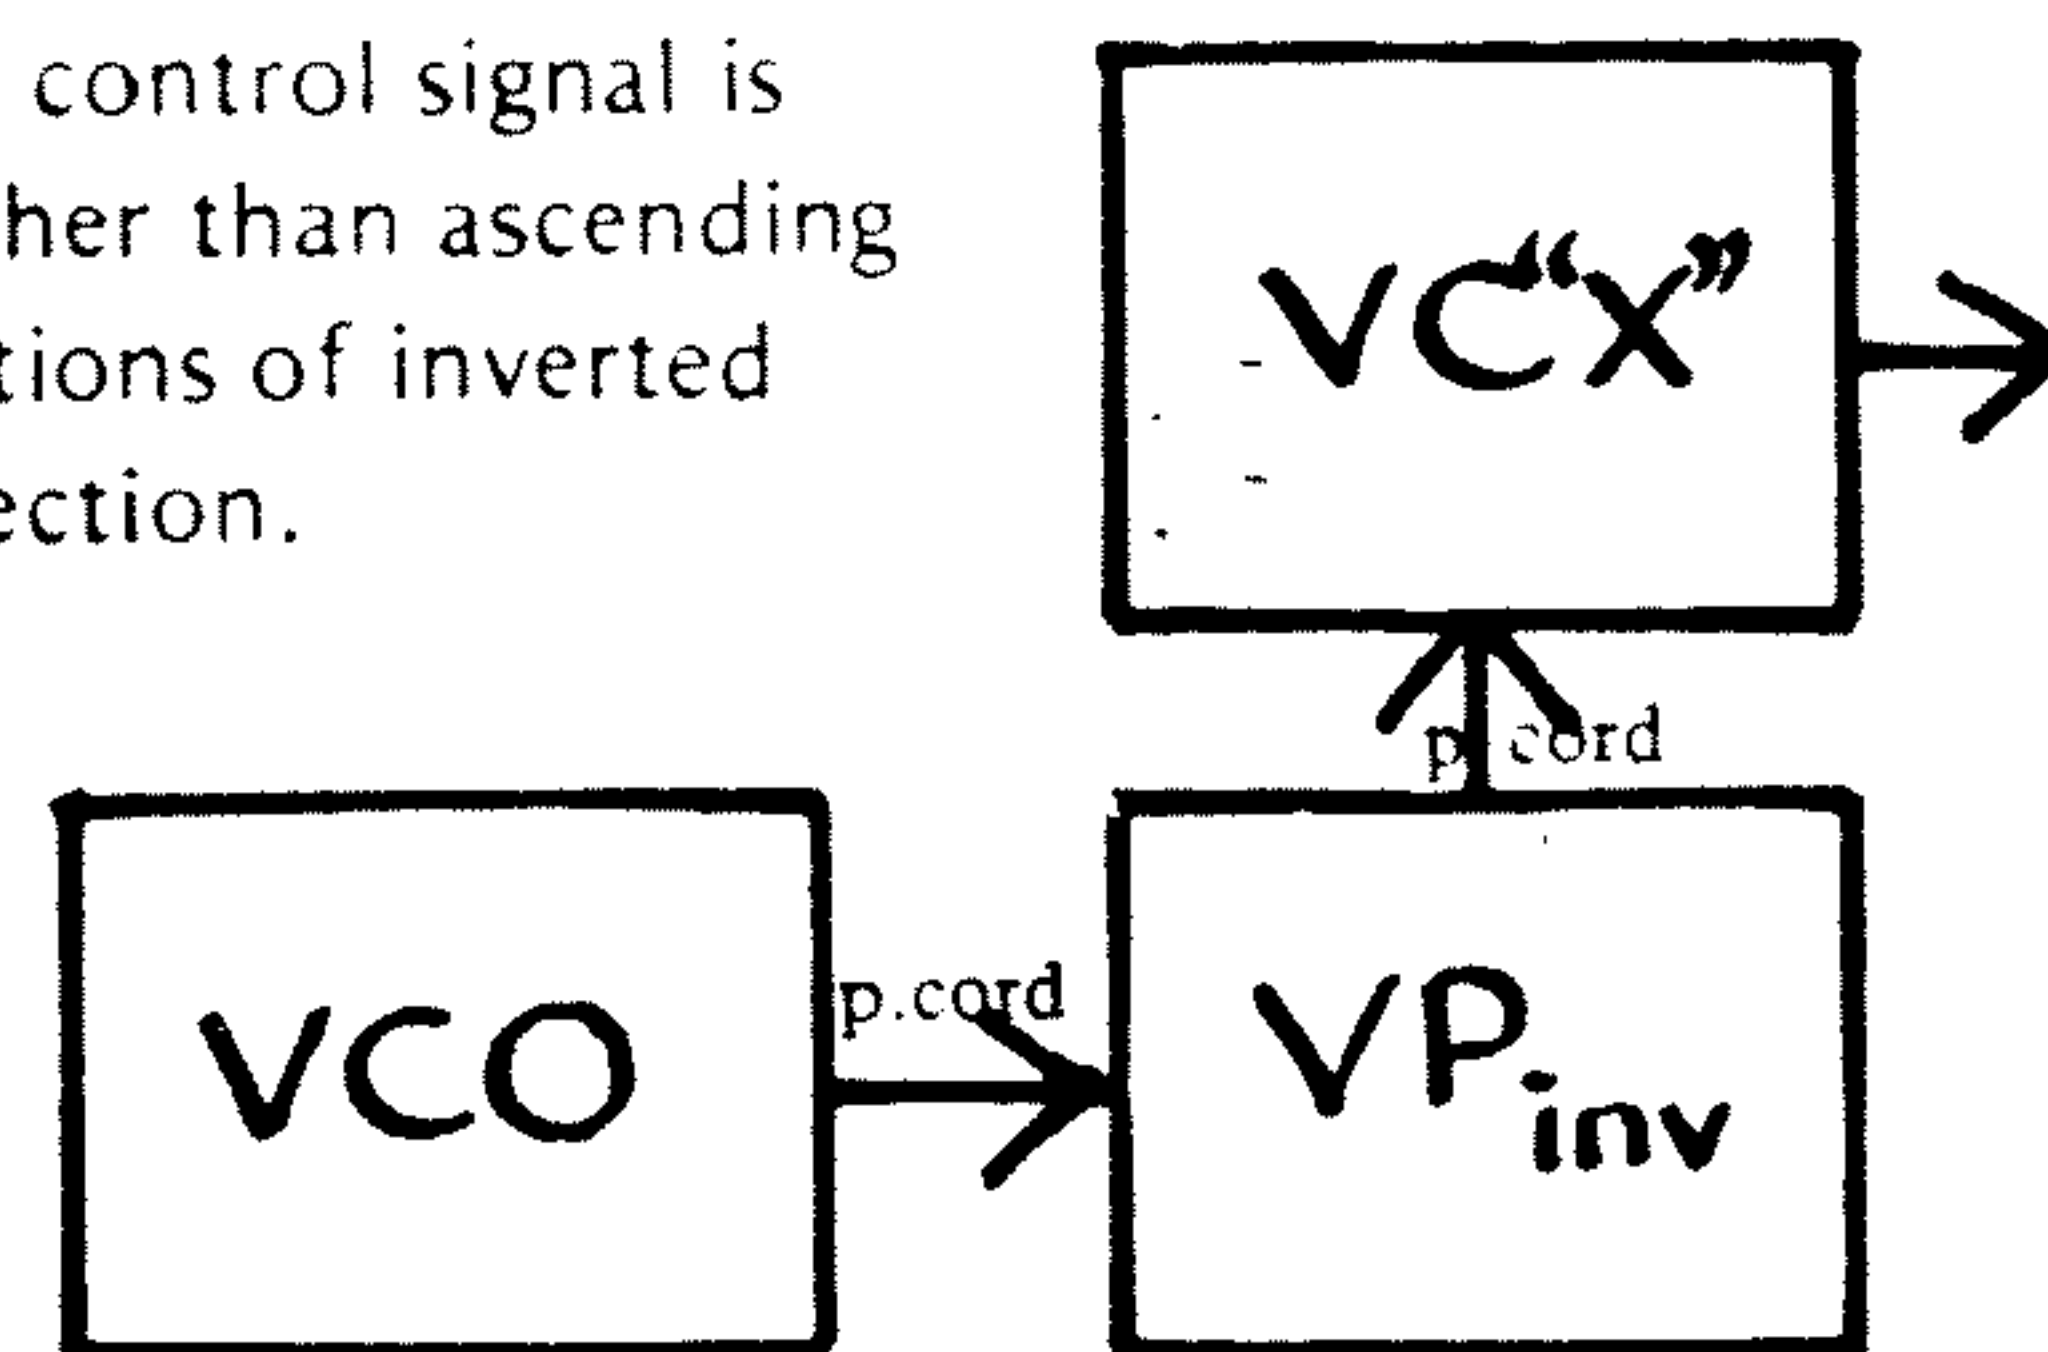 control signal is
her than ascending
tions of inverted
ection.
VC“X”
p. cord
VCO
p.cord
VPinv